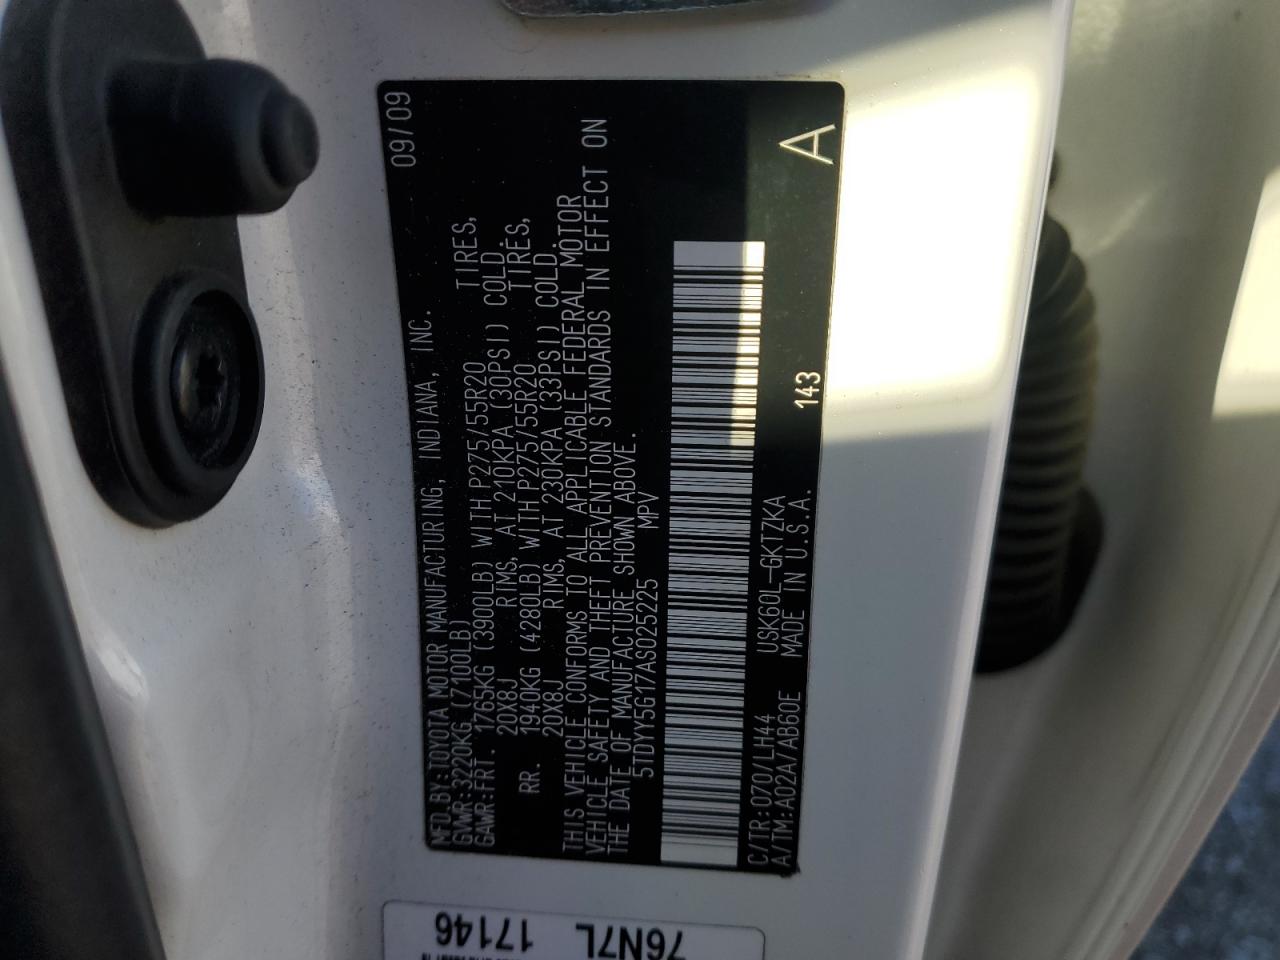 MFD.BY:TOYOTA MOTOR MANUFACTURING, INDIANA, INC. 09/09
GVWR:3220KG (7100LB)
GAWR:FRT. 1765KG (3900LB) WITH P275/55R20 TIRES,
20X8J RIMS, AT 210KPA (30PSI) COLD.
RR. 1940KG (4280LB) WITH P275/55R20 TIRES,
20X8J RIMS, AT 230KPA (33PSI) COLD.
THIS VEHICLE CONFORMS TO ALL APPLICABLE FEDERAL MOTOR
VEHICLE SAFETY AND THEFT PREVENTION STANDARDS IN EFFECT ON
THE DATE OF MANUFACTURE SHOWN ABOVE.
5TDYY5G17AS025225 MPV
C/TR:070/LH44 USK60L-GKTZKA
A/TM:A02A/AB60E MADE IN U.S.A. 143 A
76N7L
17146